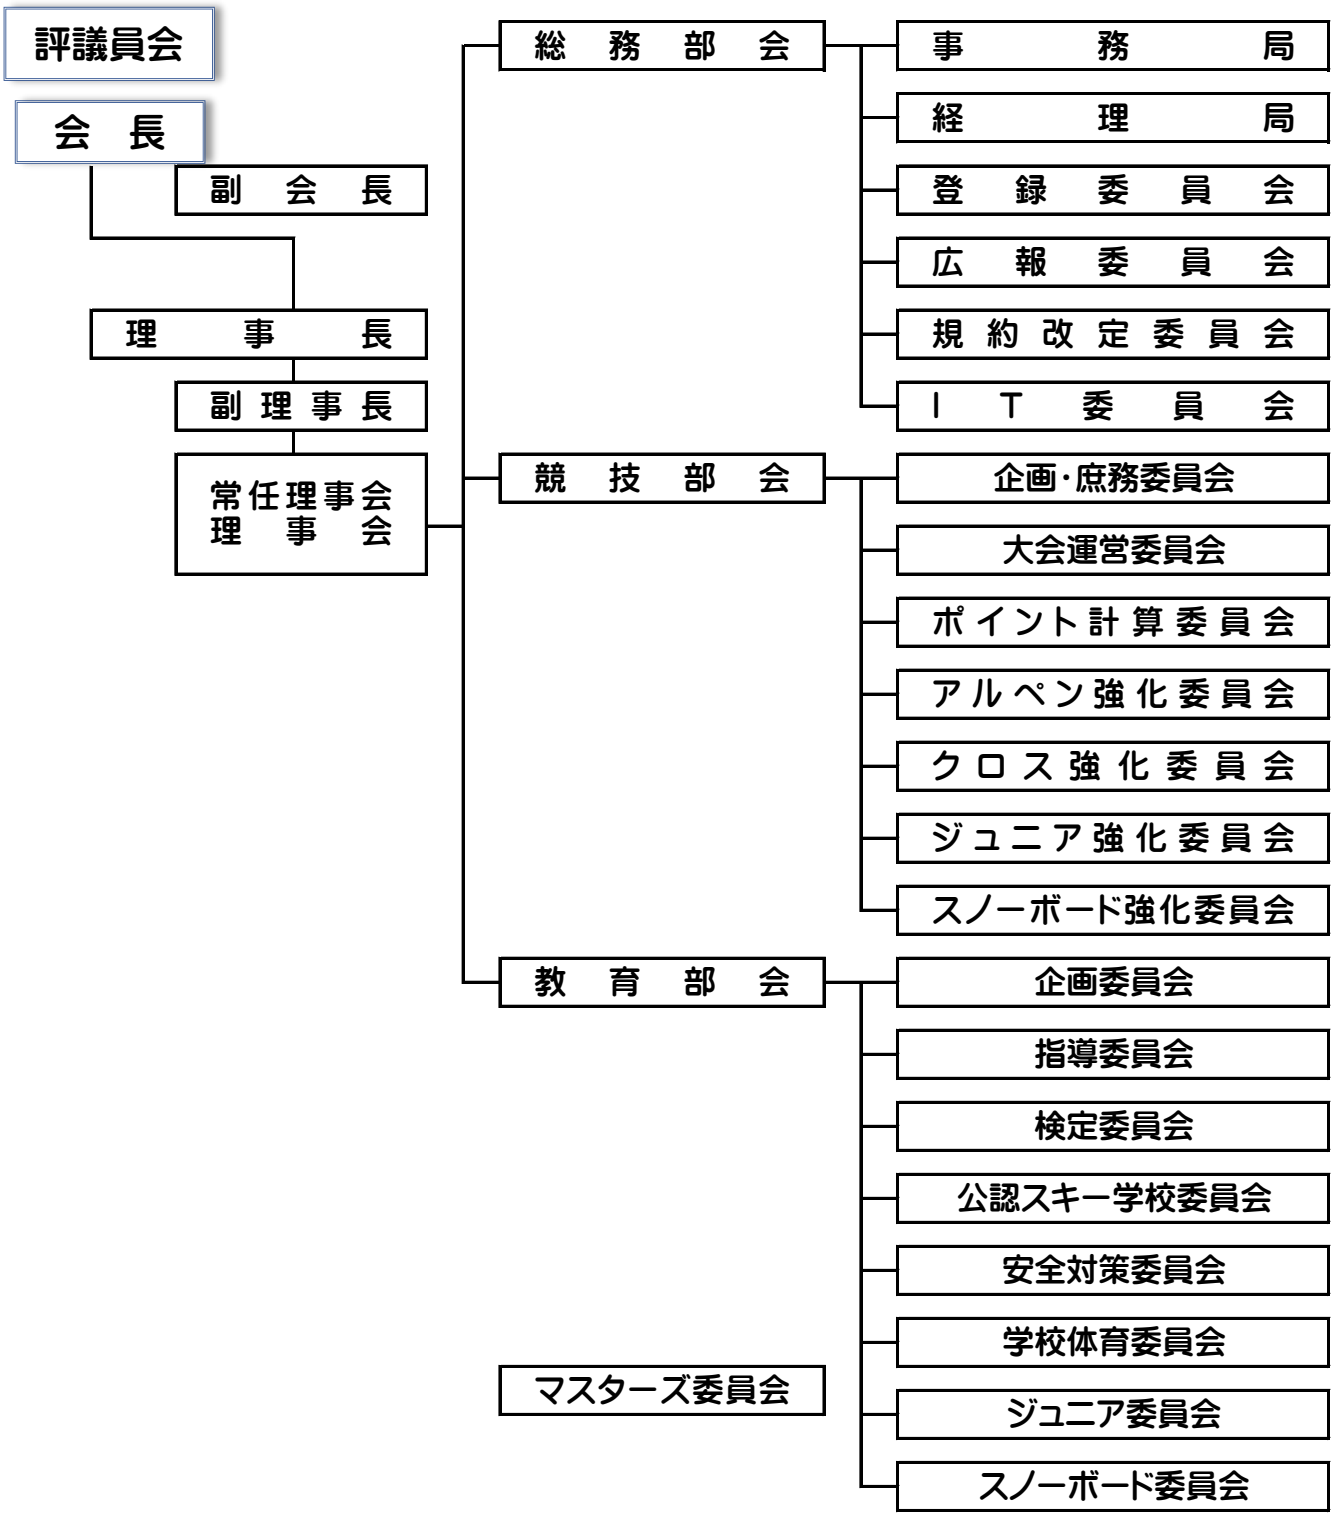 評議員会
会長
副会長
理事長
副理事長
常任理事会
理事会
総務部会
事務局
経理局
登録委員会
広報委員会
規約改定委員会
IT委員会
競技部会
企画・庶務委員会
大会運営委員会
ポイント計算委員会
アルペン強化委員会
クロス強化委員会
ジュニア強化委員会
スノーボード強化委員会
教育部会
企画委員会
指導委員会
検定委員会
公認スキー学校委員会
安全対策委員会
学校体育委員会
ジュニア委員会
スノーボード委員会
マスターズ委員会